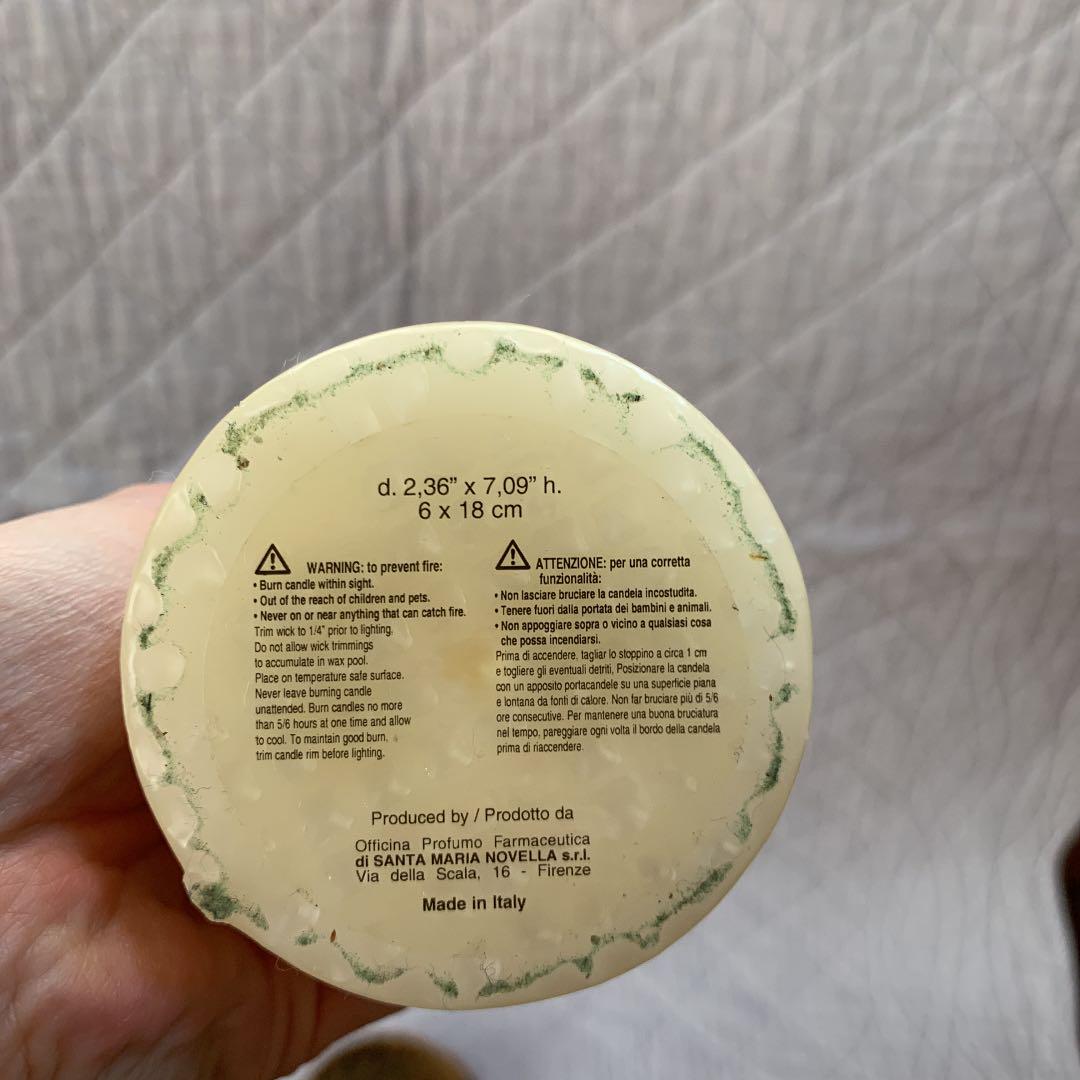 d. 2,36” x 7,09” h.
6 x 18 cm
WARNING: to prevent fire:
• Burn candle within sight.
• Out of the reach of children and pets.
• Never on or near anything that can catch fire.
Trim wick to 1/4" prior to lighting.
Do not allow wick trimmings
to accumulate in wax pool.
Place on temperature safe surface.
Never leave burning candle
unattended. Burn candles no more
than 5/6 hours at one time and allow
to cool. To maintain good burn,
trim candle rim before lighting.
ATTENZIONE: per una corretta
funzionalità:
• Non lasciare bruciare la candela incostudita.
• Tenere fuori dalla portata dei bambini e animali.
• Non appoggiare sopra o vicino a qualsiasi cosa
che possa incendiarsi.
Prima di accendere, tagliar lo stoppino a circa 1 cm
e togliere gli eventuali detriti, Posizionare la candela
con un apposito portacandele su una superficie piana
e lontana da fonti di calore. Non far bruciare più di 5/6
ore consecutive. Per mantenere una buona bruciatura
nel tempo, pareggiare ogni volta il bordo della candela
prima di riaccendere.
Produced by / Prodotto da
Officina Profumo Farmaceutica
di SANTA MARIA NOVELLA s.r.l.
Via della Scala, 16 - Firenze
Made in Italy